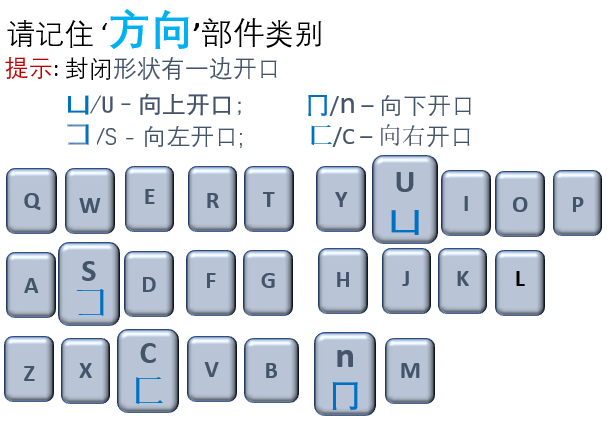 请记住 ‘方向’部件类别
提示: 封闭形状有一边开口
凵/U – 向上开口; 冂/n – 向下开口
コ/S - 向左开口; 匚/C – 向右开口
Q W E R T Y U I O P
凵
A S D F G H J K L
コ
Z X C V B n M
匚 冂